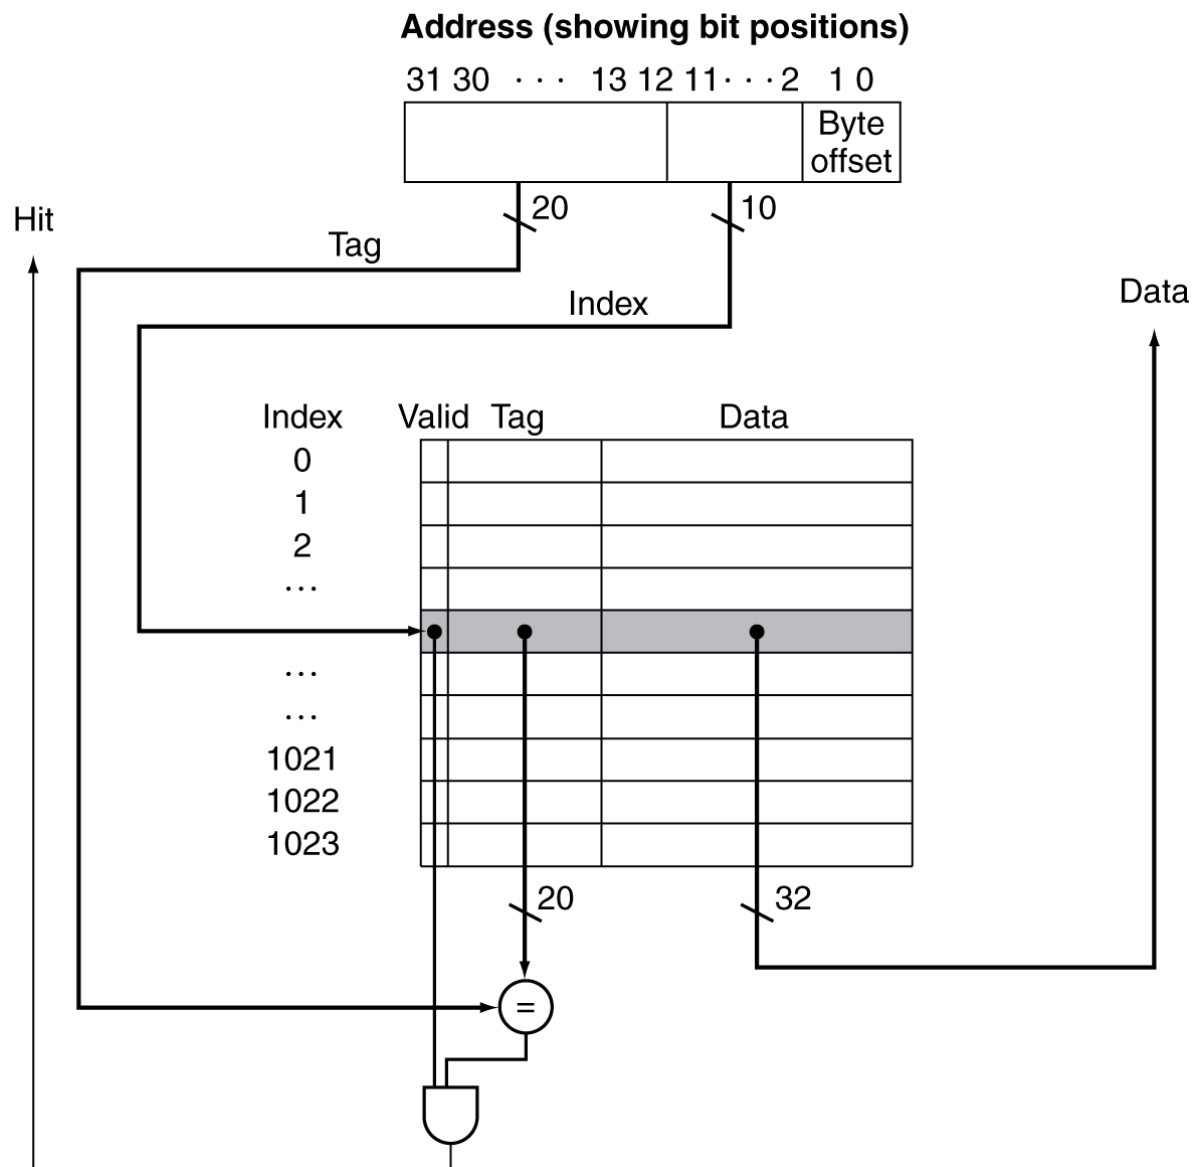 Address (showing bit positions)
31 30 ··· 13 12 11 ··· 2 1 0
Byte
offset
20
10
Hit
Tag
Index
Data
Index Valid Tag Data
0
1
2
···
···
···
1021
1022
1023
20
32
=